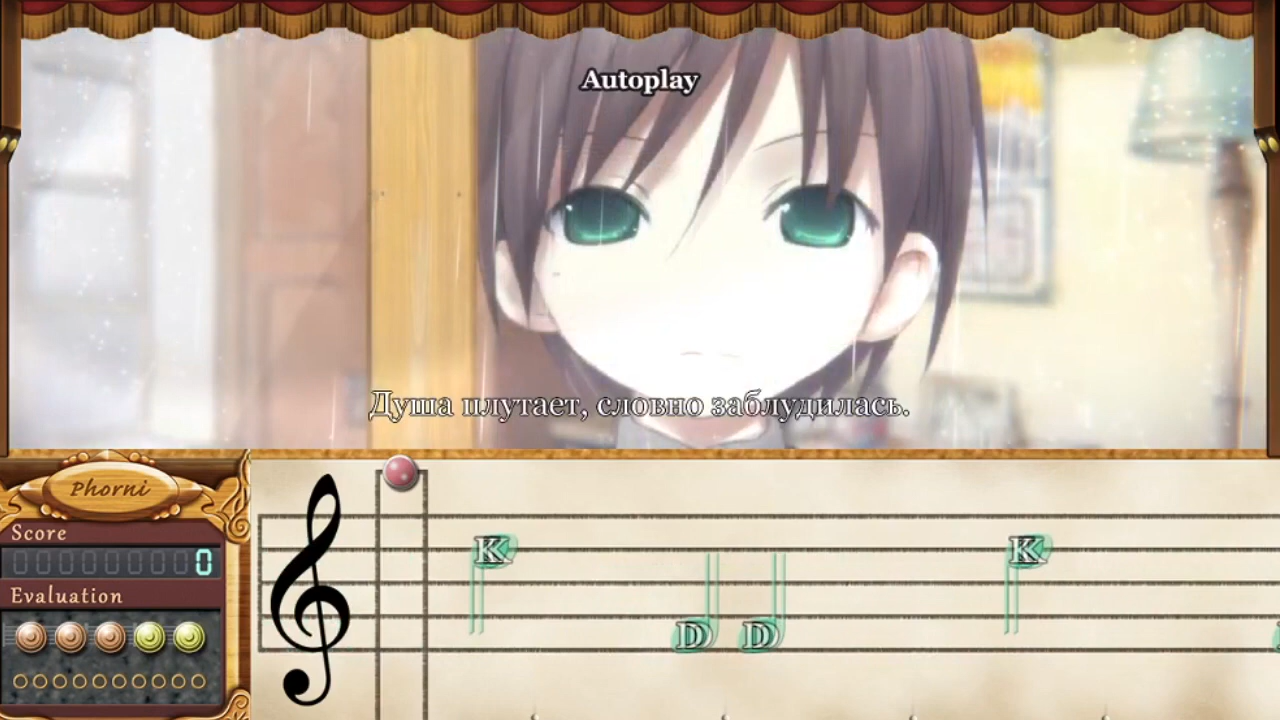 Autoplay
Душа плутает, словно заблудилась.
Phorni
Score
0
Evaluation
K
K
D
D